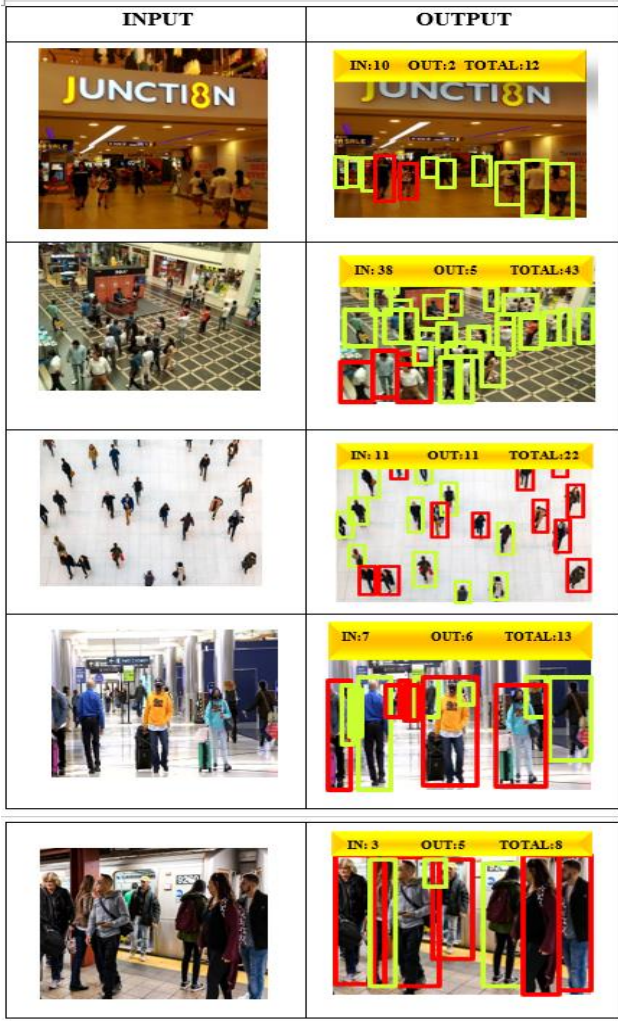 INPUT OUTPUT
JUNCTI8N
IN:10 OUT:2 TOTAL:12
JUNCTI8N
SALE
IN: 38 OUT:5 TOTAL:43
IN: 11 OUT:11 TOTAL:22
IN:7 OUT:6 TOTAL:13
IN: 3 OUT:5 TOTAL:8